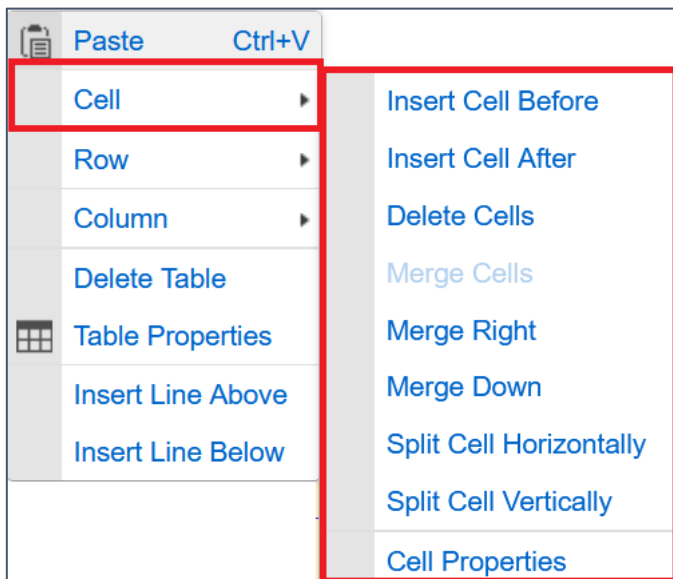 Paste Ctrl+V
Cell
Row
Column
Delete Table
Table Properties
Insert Line Above
Insert Line Below
Insert Cell Before
Insert Cell After
Delete Cells
Merge Cells
Merge Right
Merge Down
Split Cell Horizontally
Split Cell Vertically
Cell Properties